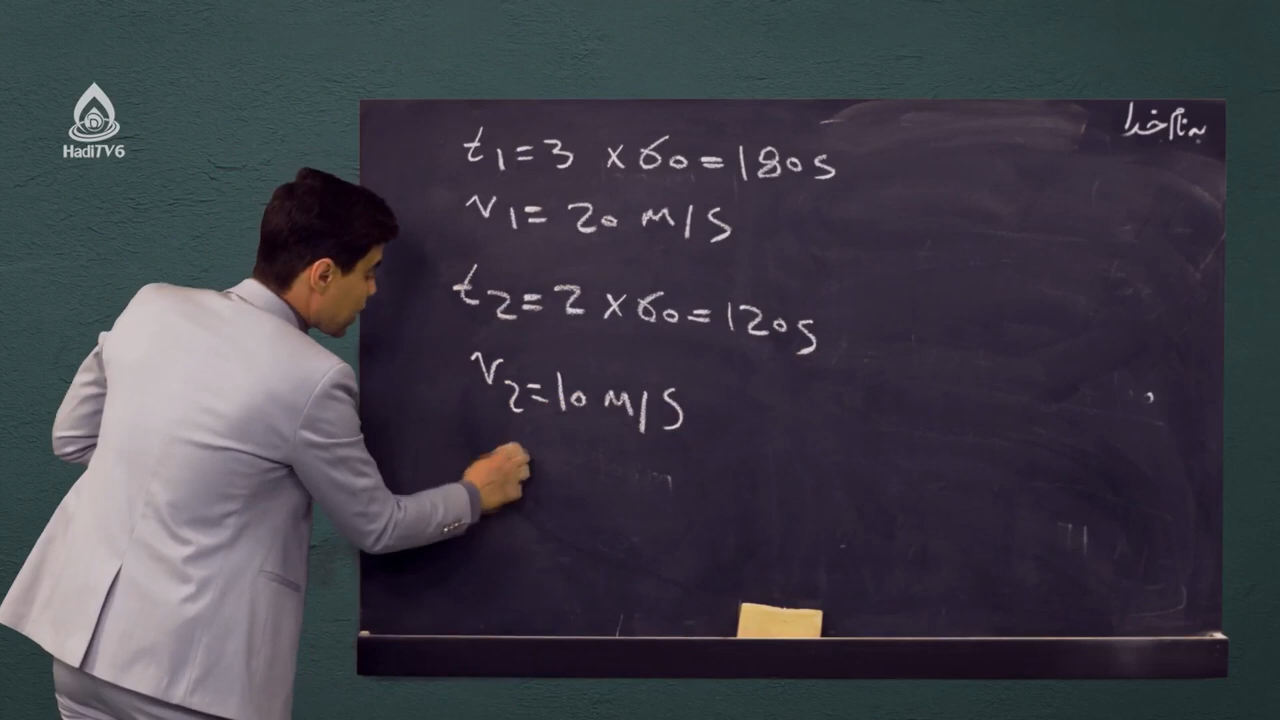 HadiTV6
به نام خدا
t1=3 ×60=180s
v1= 20 m/s
t2=2 ×60=120s
v2=10 m/s